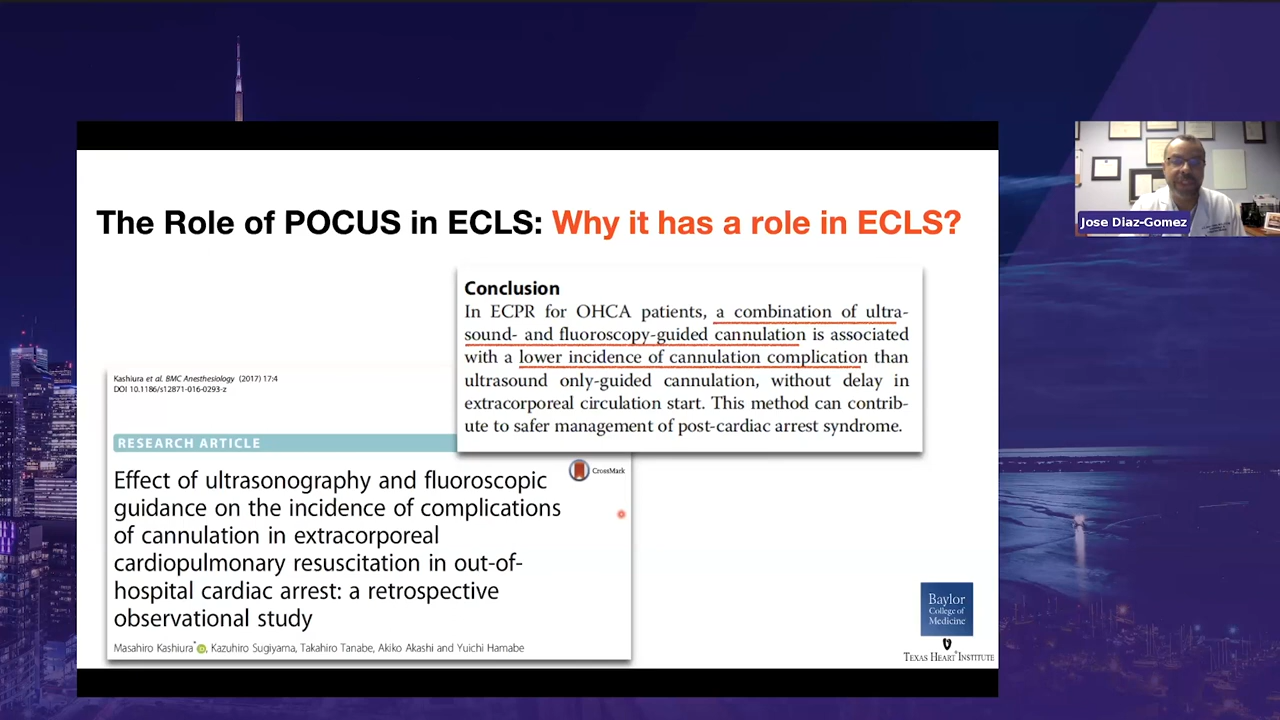 The Role of POCUS in ECLS: Why it has a role in ECLS?
Jose Diaz-Gomez
Conclusion
In ECPR for OHCA patients, a combination of ultra-
sound- and fluoroscopy-guided cannulation is associated
with a lower incidence of cannulation complication than
ultrasound only-guided cannulation, without delay in
extracorporeal circulation start. This method can contrib-
ute to safer management of post-cardiac arrest syndrome.
Kashiura et al. BMC Anesthesiology (2017) 17:4
DOI 10.1186/s12871-016-0293-z
RESEARCH ARTICLE
CrossMark
Effect of ultrasonography and fluoroscopic
guidance on the incidence of complications
of cannulation in extracorporeal
cardiopulmonary resuscitation in out-of-
hospital cardiac arrest: a retrospective
observational study
Masahiro Kashiura*, Kazuhiro Sugiyama, Takahiro Tanabe, Akiko Akashi and Yuichi Hamabe
Baylor
College of
Medicine
TEXAS HEART® INSTITUTE